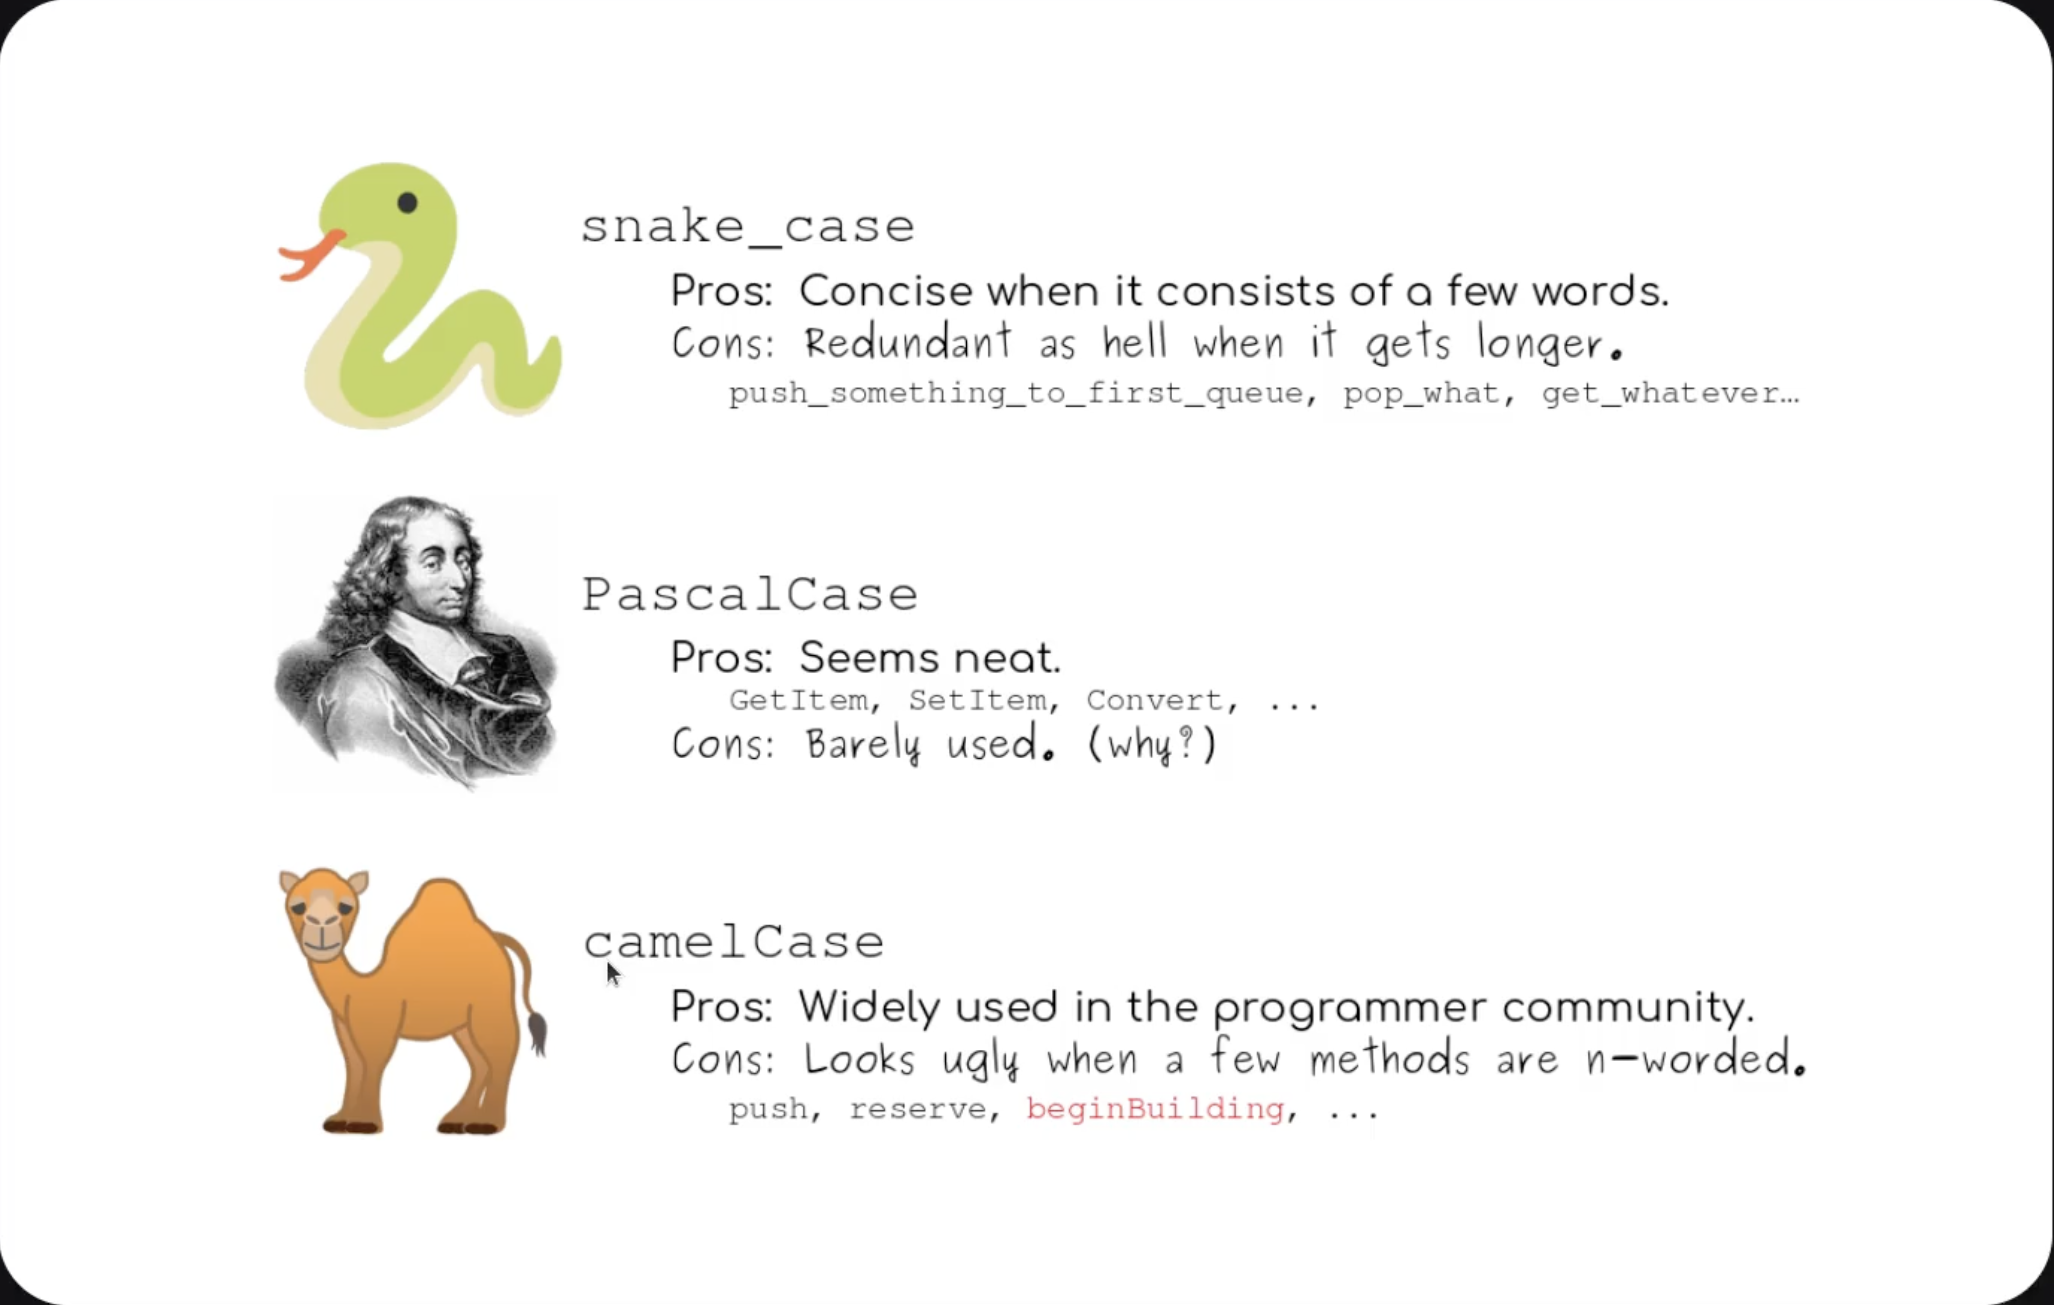 snake_case
Pros: Concise when it consists of a few words.
Cons: Redundant as hell when it gets longer.
push_something_to_first_queue, pop_what, get_whatever…
PascalCase
Pros: Seems neat.
GetItem, SetItem, Convert, ...
Cons: Barely used. (why?)
camelCase
Pros: Widely used in the programmer community.
Cons: Looks ugly when a few methods are n-worded.
push, reserve, beginBuilding, ...